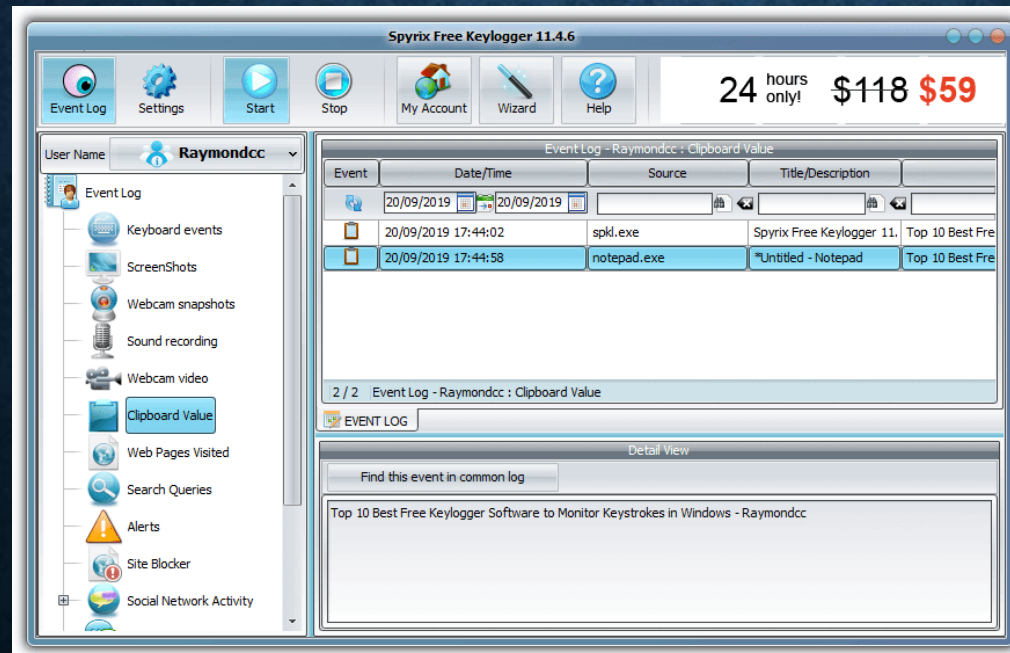 Spyrix Free Keylogger 11.4.6
Event Log Settings Start Stop My Account Wizard Help
24 hours only! $118 $59
User Name Raymondcc
Event Log
Keyboard events
ScreenShots
Webcam snapshots
Sound recording
Webcam video
Clipboard Value
Web Pages Visited
Search Queries
Alerts
Site Blocker
Social Network Activity
Event Log - Raymondcc : Clipboard Value
Event Date/Time Source Title/Description
20/09/2019 20/09/2019
20/09/2019 17:44:02 spkl.exe Spyrix Free Keylogger 11. Top 10 Best Fre
20/09/2019 17:44:58 notepad.exe *Untitled - Notepad Top 10 Best Fre
2 / 2 Event Log - Raymondcc : Clipboard Value
EVENT LOG
Detail View
Find this event in common log
Top 10 Best Free Keylogger Software to Monitor Keystrokes in Windows - Raymondcc